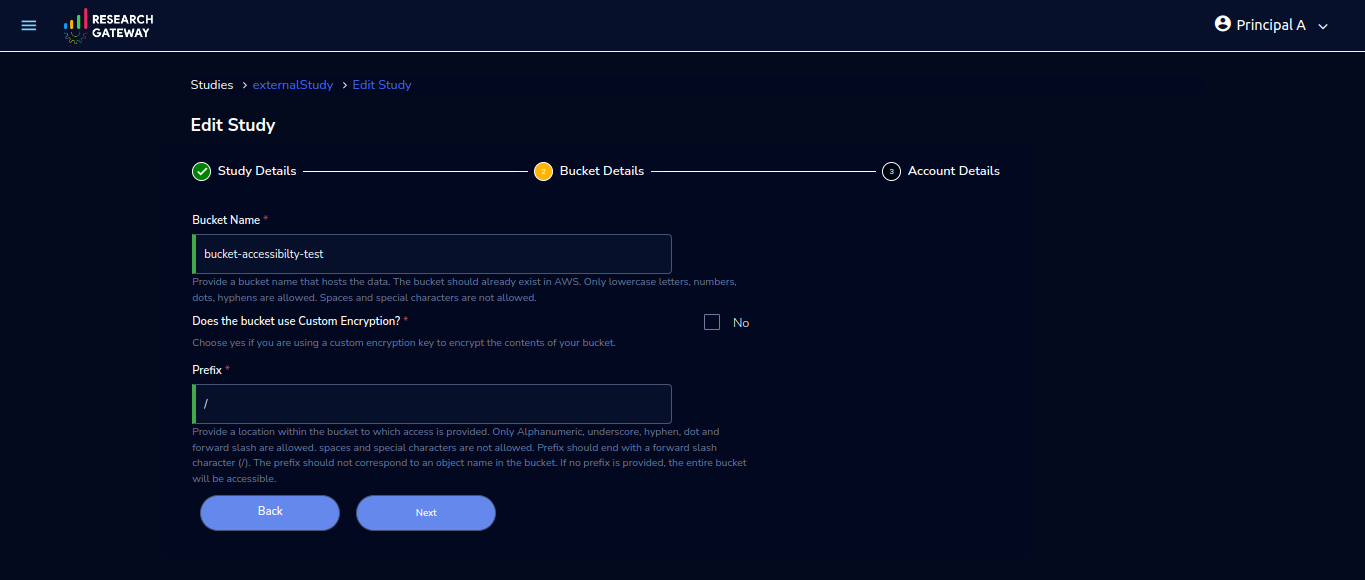 RESEARCH
GATEWAY
Principal A
Studies > externalStudy > Edit Study
Edit Study
Study Details
2 Bucket Details
3 Account Details
Bucket Name *
bucket-accessibilty-test
Provide a bucket name that hosts the data. The bucket should already exist in AWS. Only lowercase letters, numbers,
dots, hyphens are allowed. Spaces and special characters are not allowed.
Does the bucket use Custom Encryption? *
No
Choose yes if you are using a custom encryption key to encrypt the contents of your bucket.
Prefix *
/
Provide a location within the bucket to which access is provided. Only Alphanumeric, underscore, hyphen, dot and
forward slash are allowed. spaces and special characters are not allowed. Prefix should end with a forward slash
character (/). The prefix should not correspond to an object name in the bucket. If no prefix is provided, the entire bucket
will be accessible.
Back
Next